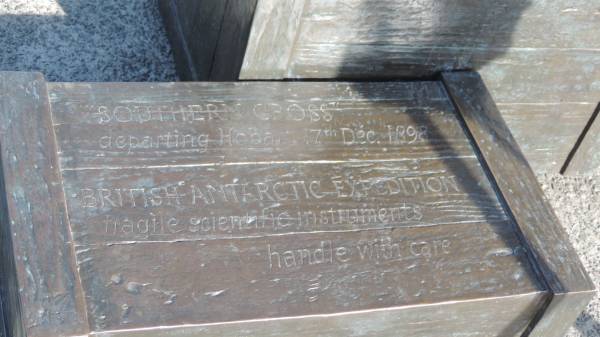 "SOUTHERN CROSS"
departing Hobart 17th Dec. 1898
BRITISH ANTARCTIC EXPEDITION
fragile scientific instruments
handle with care